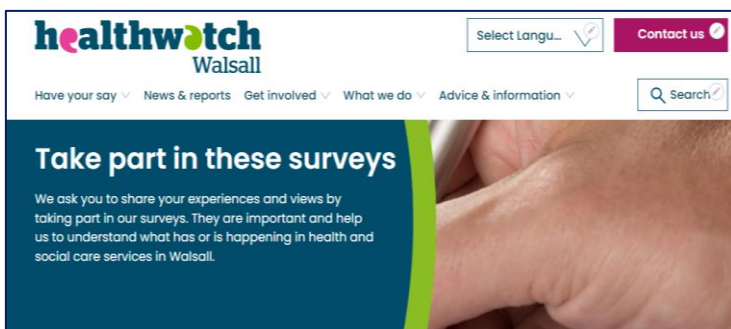 healthwatch
Walsall
Select Langu...
Contact us
Have your say
News & reports
Get involved
What we do
Advice & information
Search
Take part in these surveys
We ask you to share your experiences and views by
taking part in our surveys. They are important and help
us to understand what has or is happening in health and
social care services in Walsall.